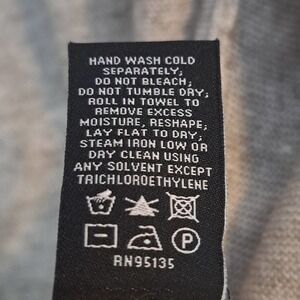 HAND WASH COLD
SEPARATELY;
DO NOT BLEACH;
DO NOT TUMBLE DRY;
ROLL IN TOWEL TO
REMOVE EXCESS
MOISTURE, RESHAPE;
LAY FLAT TO DRY;
STEAM IRON LOW OR
DRY CLEAN USING
ANY SOLVENT EXCEPT
TRICHLOROETHYLENE
P
RN95135